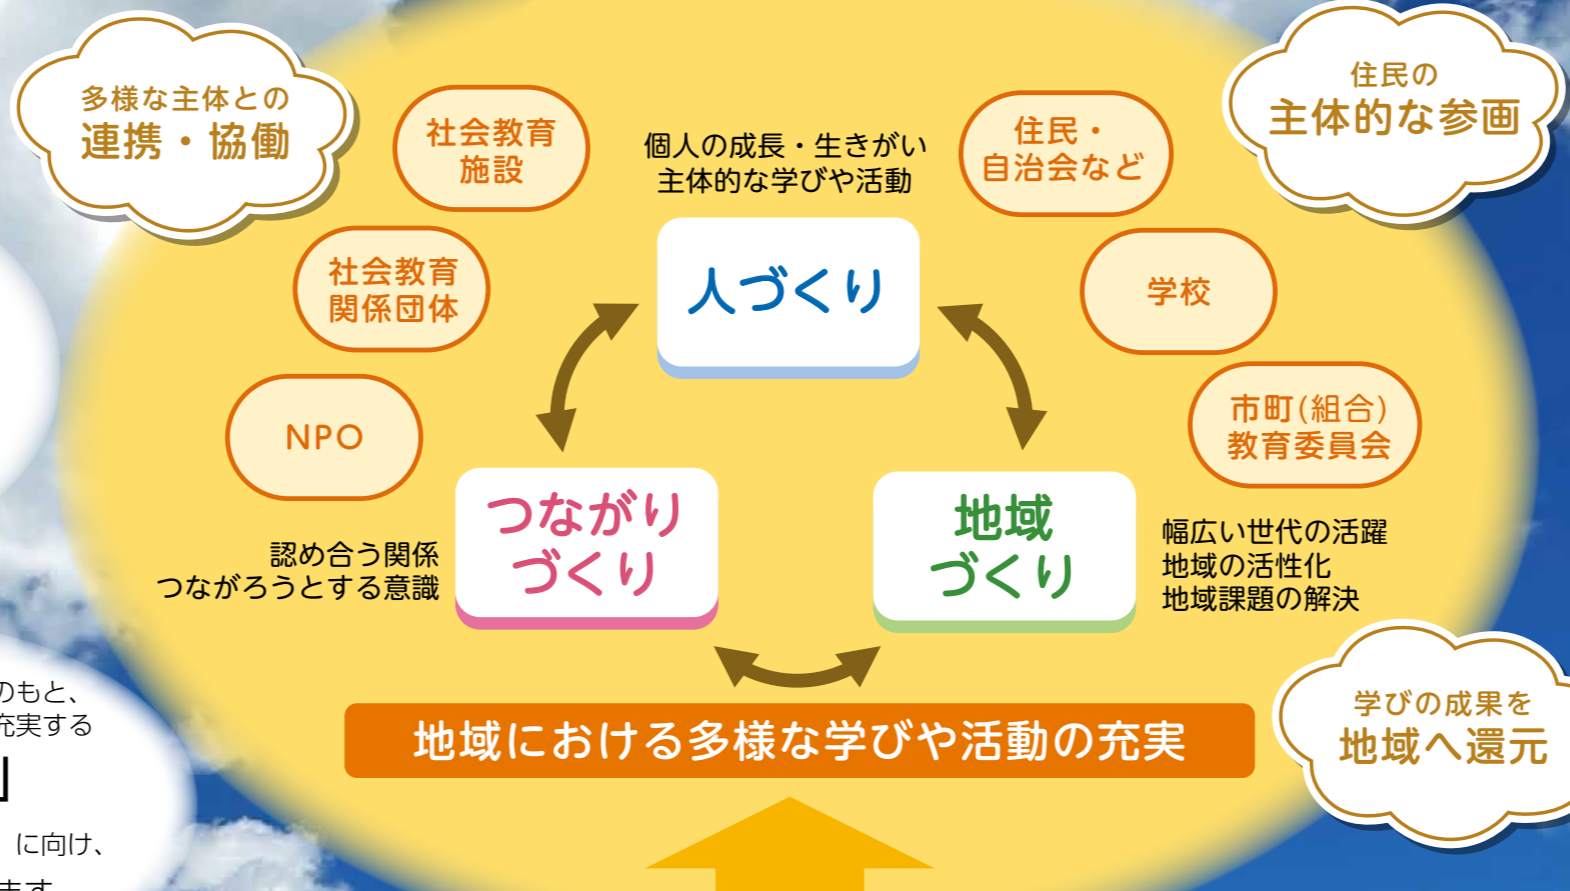 多様な主体との
連携・協働
住民の
主体的な参画
社会教育
施設
個人の成長・生きがい
主体的な学びや活動
住民・
自治会など
人づくり
社会教育
関係団体
学校
NPO
市町(組合)
教育委員会
つながり
づくり
地域
づくり
認め合う関係
つながろうとする意識
幅広い世代の活躍
地域の活性化
地域課題の解決
のもと、
充実する
」
に向け、
ます
地域における多様な学びや活動の充実
学びの成果を
地域へ還元